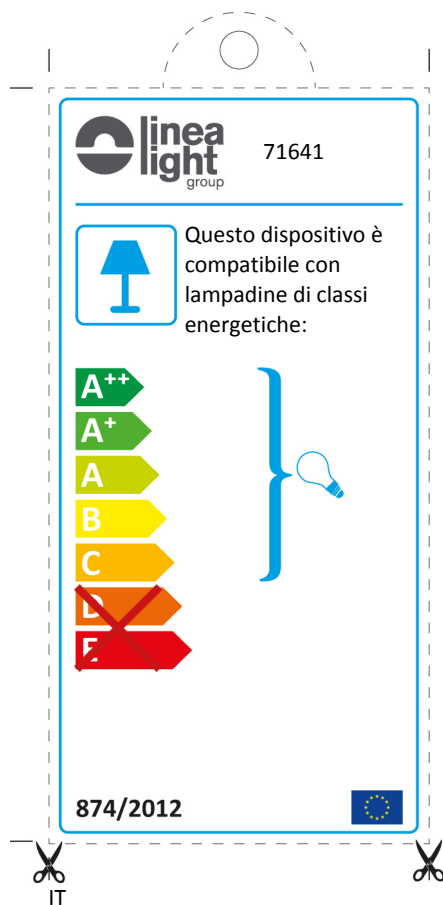 linea
light
group
71641
Questo dispositivo è
compatibile con
lampadine di classi
energetiche:
A++
A+
A
B
C
D
E
874/2012
IT